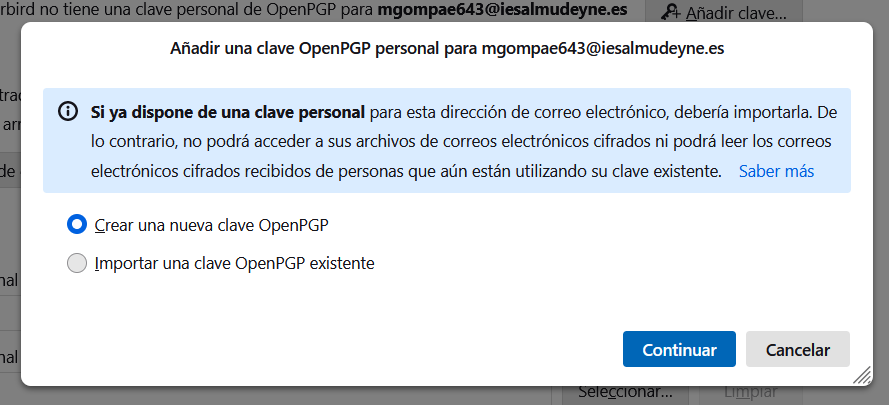 rbird no tiene una clave personal de OpenPGP para mgompae643@iesalmudeyne.es
Añadir clave...
Añadir una clave OpenPGP personal para mgompae643@iesalmudeyne.es
Si ya dispone de una clave personal para esta dirección de correo electrónico, debería importarla. De
lo contrario, no podrá acceder a sus archivos de correos electrónicos cifrados ni podrá leer los correos
electrónicos cifrados recibidos de personas que aún están utilizando su clave existente. Saber más
Crear una nueva clave OpenPGP
Importar una clave OpenPGP existente
Continuar
Cancelar
Seleccionar...
Limpiar